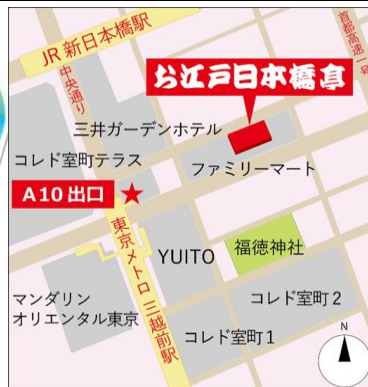 JR 新日本橋駅
首都高速一号
中央通り
お江戸日本橋亭
三井ガーデンホテル
コレド室町テラス
ファミリーマート
A10 出口
東京メトロ 三越前駅
YUITO
福徳神社
マンダリン
オリエンタル東京
コレド室町2
コレド室町1
N